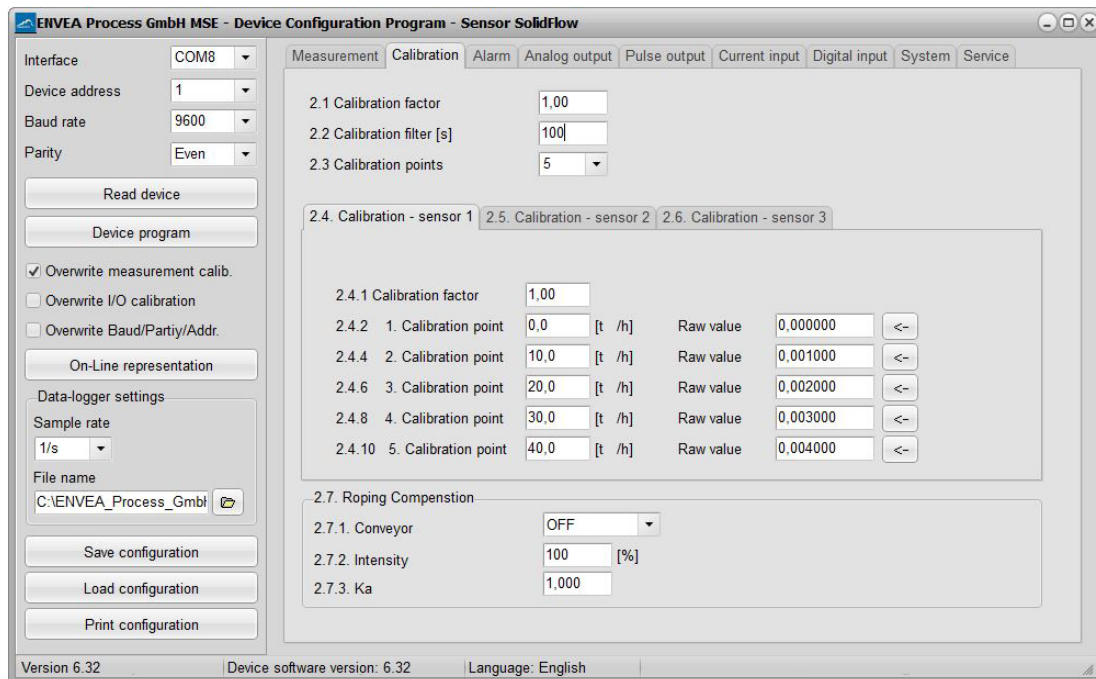 ENVEA Process GmbH MSE - Device Configuration Program - Sensor SolidFlow
Interface COM8
Device address 1
Baud rate 9600
Parity Even
Read device
Device program
Overwrite measurement calib.
Overwrite I/O calibration
Overwrite Baud/Partiy/Addr.
On-Line representation
Data-logger settings
Sample rate
1/s
File name
C:\ENVEA_Process_Gmbl
Save configuration
Load configuration
Print configuration
Measurement Calibration Alarm Analog output Pulse output Current input Digital input System Service
2.1 Calibration factor 1,00
2.2 Calibration filter [s] 100
2.3 Calibration points 5
2.4. Calibration - sensor 1 2.5. Calibration - sensor 2 2.6. Calibration - sensor 3
2.4.1 Calibration factor 1,00
2.4.2 1. Calibration point 0,0 [t /h] Raw value 0,000000 <-
2.4.4 2. Calibration point 10,0 [t /h] Raw value 0,001000 <-
2.4.6 3. Calibration point 20,0 [t /h] Raw value 0,002000 <-
2.4.8 4. Calibration point 30,0 [t /h] Raw value 0,003000 <-
2.4.10 5. Calibration point 40,0 [t /h] Raw value 0,004000 <-
2.7. Roping Compenstion
2.7.1. Conveyor OFF
2.7.2. Intensity 100 [%]
2.7.3. Ka 1,000
Version 6.32 Device software version: 6.32 Language: English